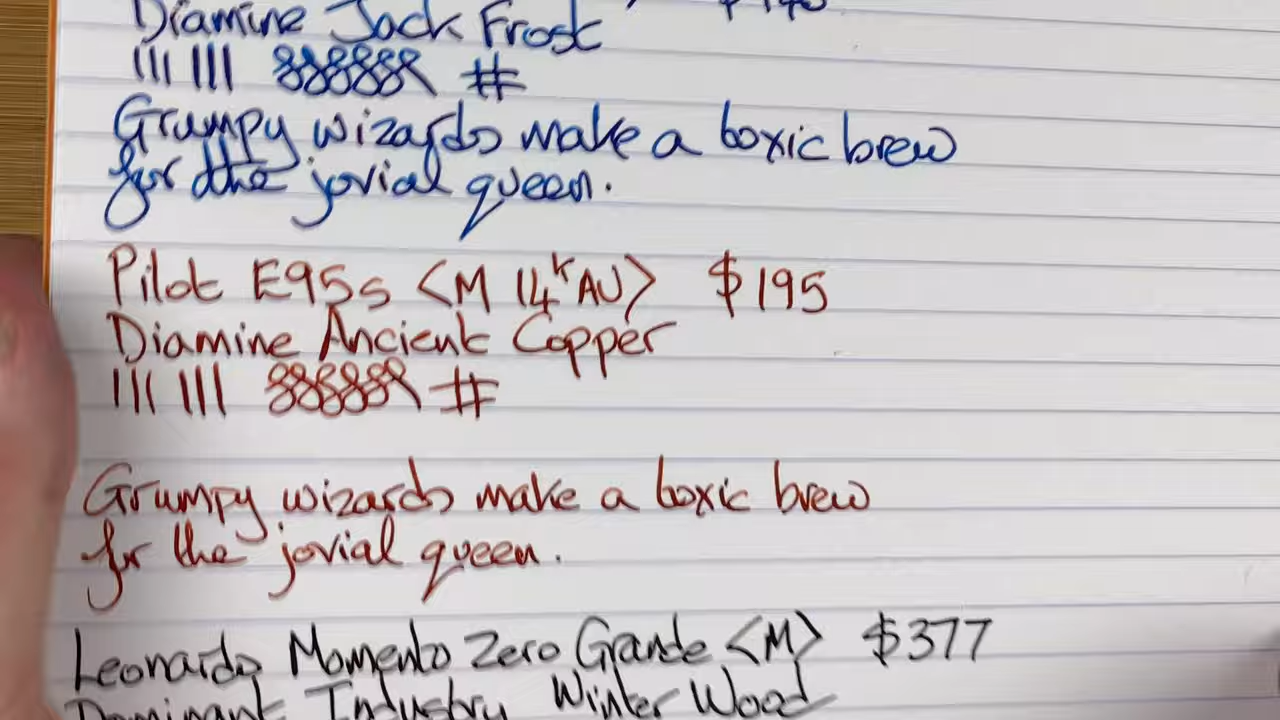 Diamine Jack Frost
||| ||| 888888 #
Grumpy wizards make a toxic brew
for the jovial queen.
Pilot E95s <M 14ᵏ AU> $195
Diamine Ancient Copper
||| ||| 888888 #
Grumpy wizards make a toxic brew
for the jovial queen.
Leonardo Momento Zero Grande <M> $377
Dominant Industry Winter Wood